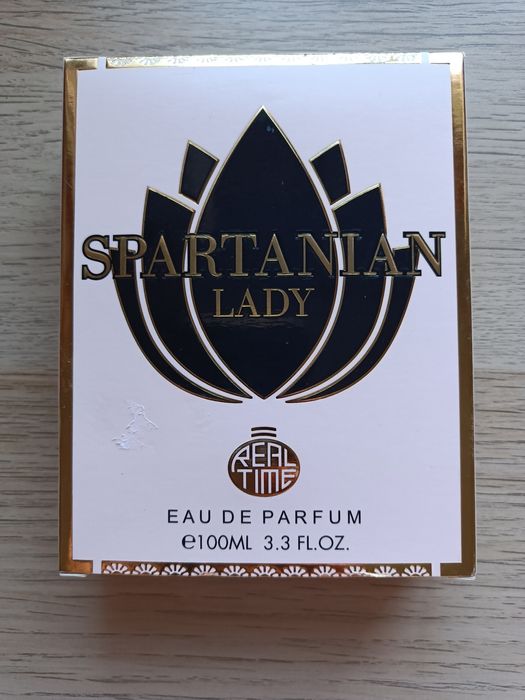 SPARTANIAN
LADY
REAL
TIME
EAU DE PARFUM
℮100ML 3.3 FL.OZ.